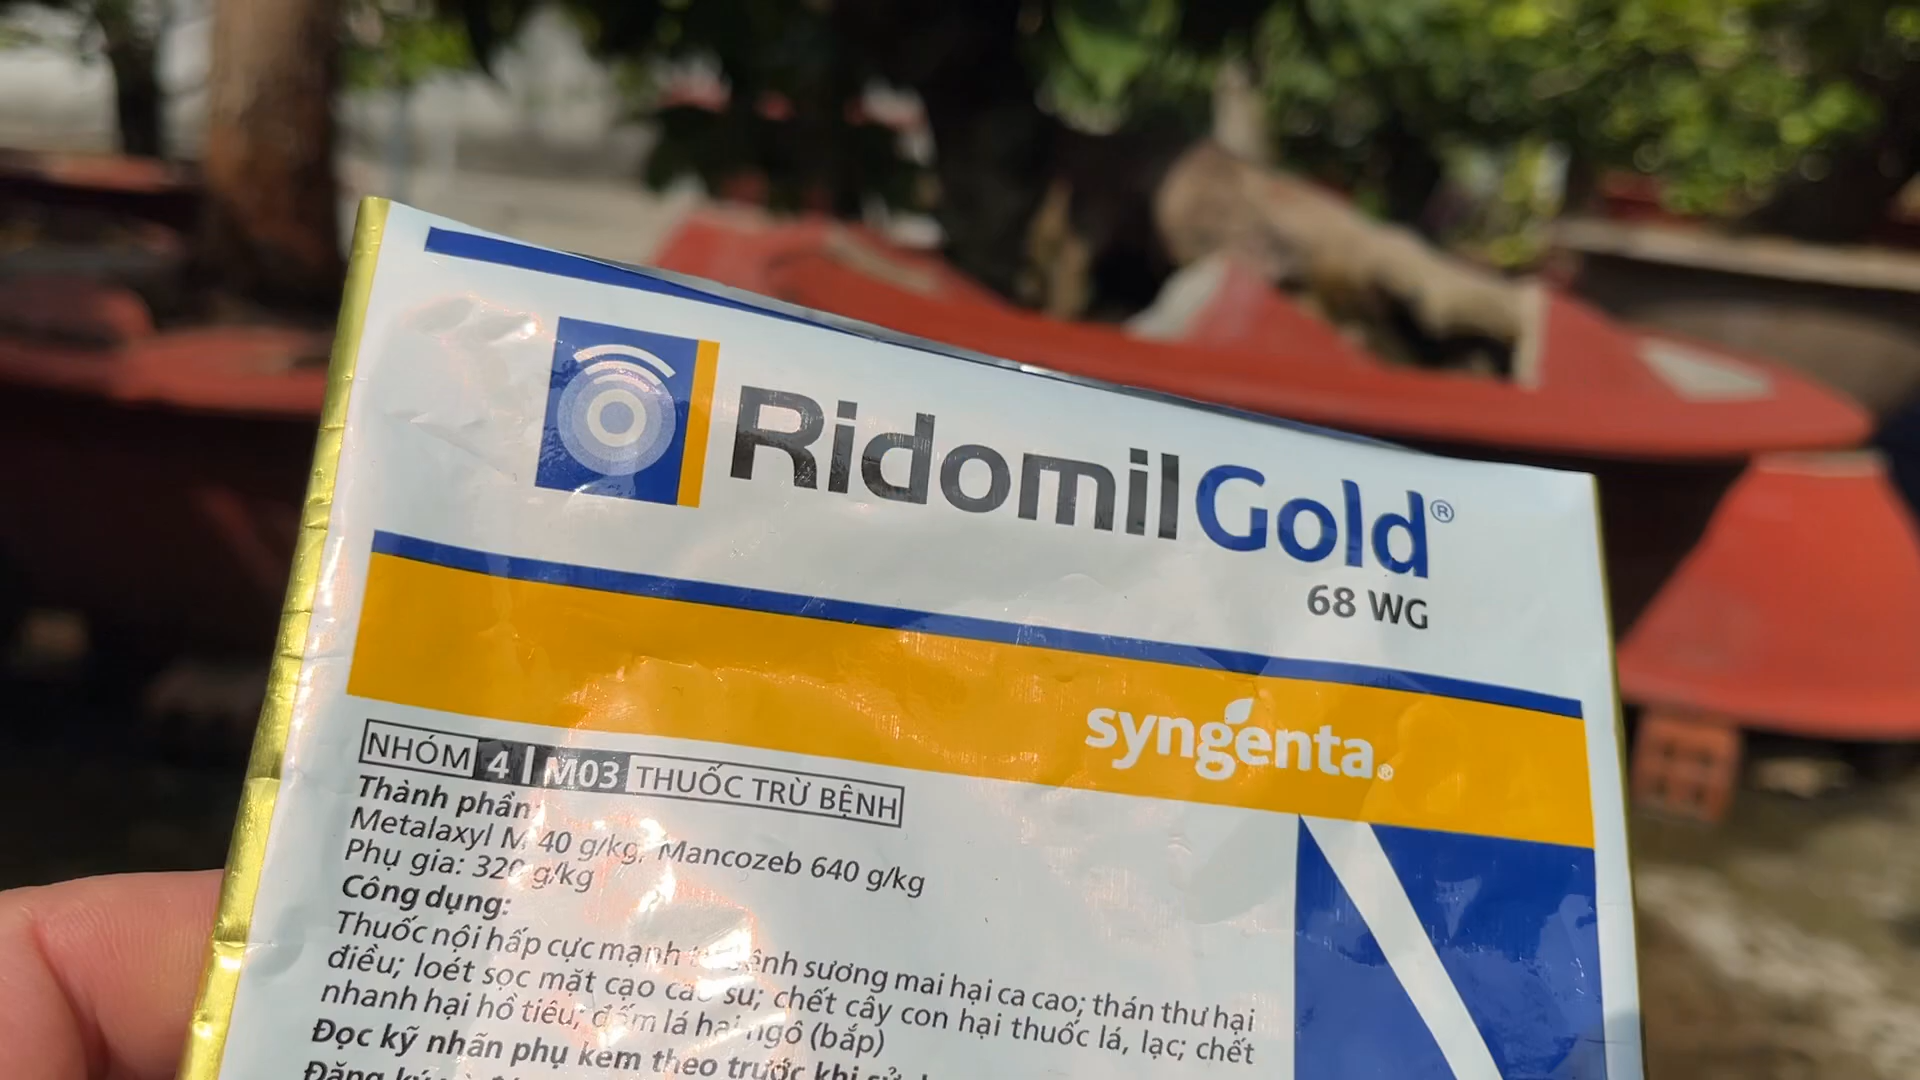 RidomilGold®
68 WG
syngenta®
NHÓM 4 M03 THUỐC TRỪ BỆNH
Thành phần
Metalaxyl M 40 g/kg, Mancozeb 640 g/kg
Phụ gia: 320 g/kg
Công dụng:
Thuốc nội hấp cực mạnh bệnh sương mai hại ca cao; thán thư hại
điều; loét sọc mặt cạo cao su; chết cây con hại thuốc lá, lạc; chết
nhanh hại hồ tiêu; đốm lá hại ngô (bắp)
Đọc kỹ nhãn phụ kèm theo trước khi